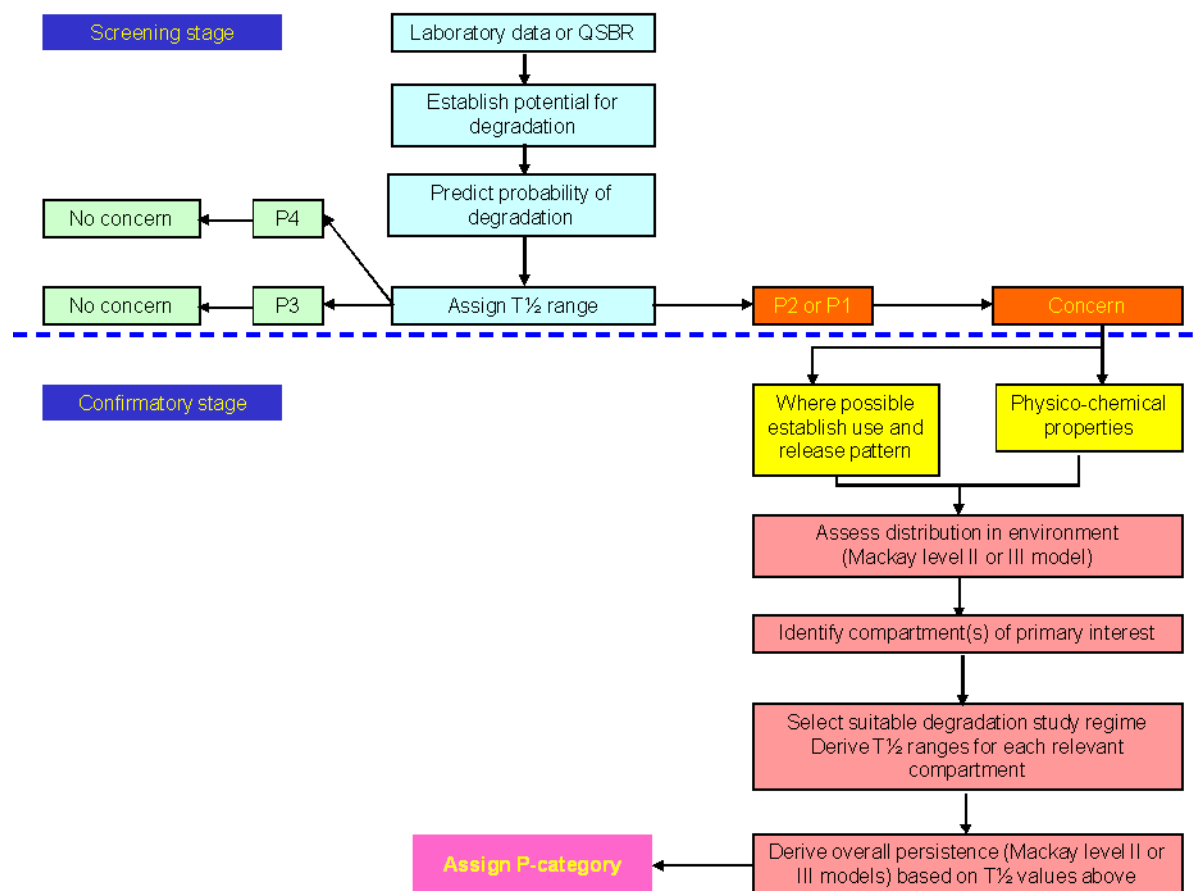 Screening stage
Laboratory data or QSBR
Establish potential for
degradation
Predict probability of
degradation
No concern
P4
No concern
P3
Assign T½ range
P2 or P1
Concern
Confirmatory stage
Where possible
establish use and
release pattern
Physico-chemical
properties
Assess distribution in environment
(Mackay level II or III model)
Identify compartment(s) of primary interest
Select suitable degradation study regime
Derive T½ ranges for each relevant
compartment
Assign P-category
Derive overall persistence (Mackay level II or
III models) based on T½ values above